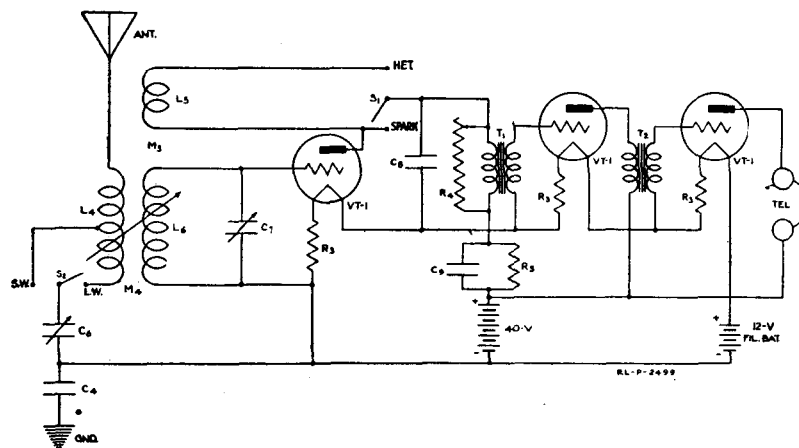 ANT.
HET.
L5
S1
SPARK
M3
T1
T2
VT-1
VT-1
VT-1
C8
R4
L4
L6
C7
R3
R3
R3
TEL
S.W.
S2
L.W.
M4
C9
R5
C6
+
40-V
-
+
12-V
FIL. BAT.
-
RL-P-2499
C4
GND.